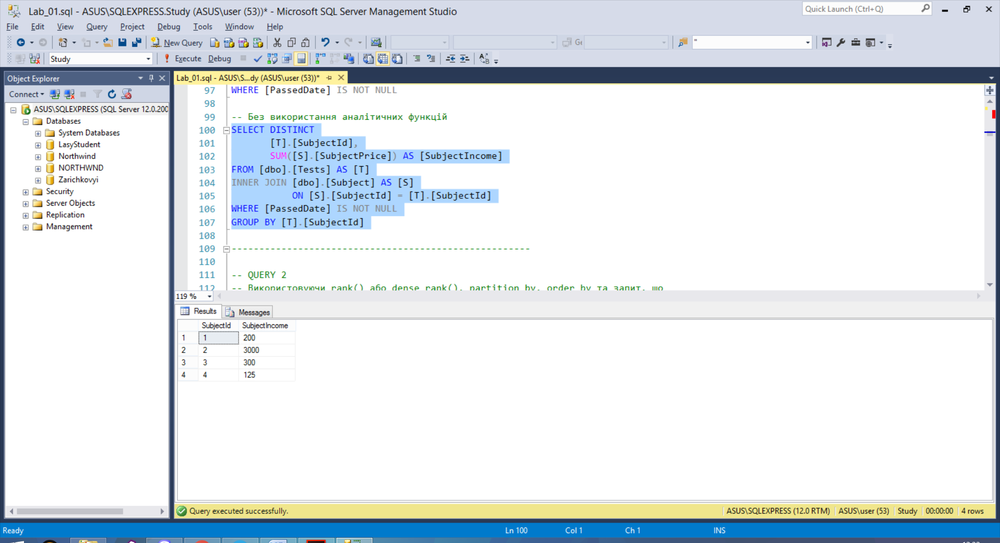 Lab_01.sql - ASUS\SQLEXPRESS.Study (ASUS\user (53))* - Microsoft SQL Server Management Studio
Quick Launch (Ctrl+Q)
File Edit View Query Project Debug Tools Window Help
New Query
"
Study
Execute Debug
Object Explorer
Connect
ASUS\SQLEXPRESS (SQL Server 12.0.200
Databases
System Databases
LasyStudent
Northwind
NORTHWND
Zarichkovyi
Security
Server Objects
Replication
Management
Lab_01.sql - ASUS\S...dy (ASUS\user (53))*
97 WHERE [PassedDate] IS NOT NULL
98
99 -- Без використання аналітичних функцій
100 SELECT DISTINCT
101 [T].[SubjectId],
102 SUM([S].[SubjectPrice]) AS [SubjectIncome]
103 FROM [dbo].[Tests] AS [T]
104 INNER JOIN [dbo].[Subject] AS [S]
105 ON [S].[SubjectId] = [T].[SubjectId]
106 WHERE [PassedDate] IS NOT NULL
107 GROUP BY [T].[SubjectId]
108
109 ------------------------------------------------------
110
111 -- QUERY 2
112 -- Використовуючи rank() або dense_rank(), partition by, order by та запит, що
119 %
Results Messages
SubjectId SubjectIncome
1 1 200
2 2 3000
3 3 300
4 4 125
Query executed successfully.
ASUS\SQLEXPRESS (12.0 RTM) ASUS\user (53) Study 00:00:00 4 rows
Ready Ln 100 Col 1 Ch 1 INS